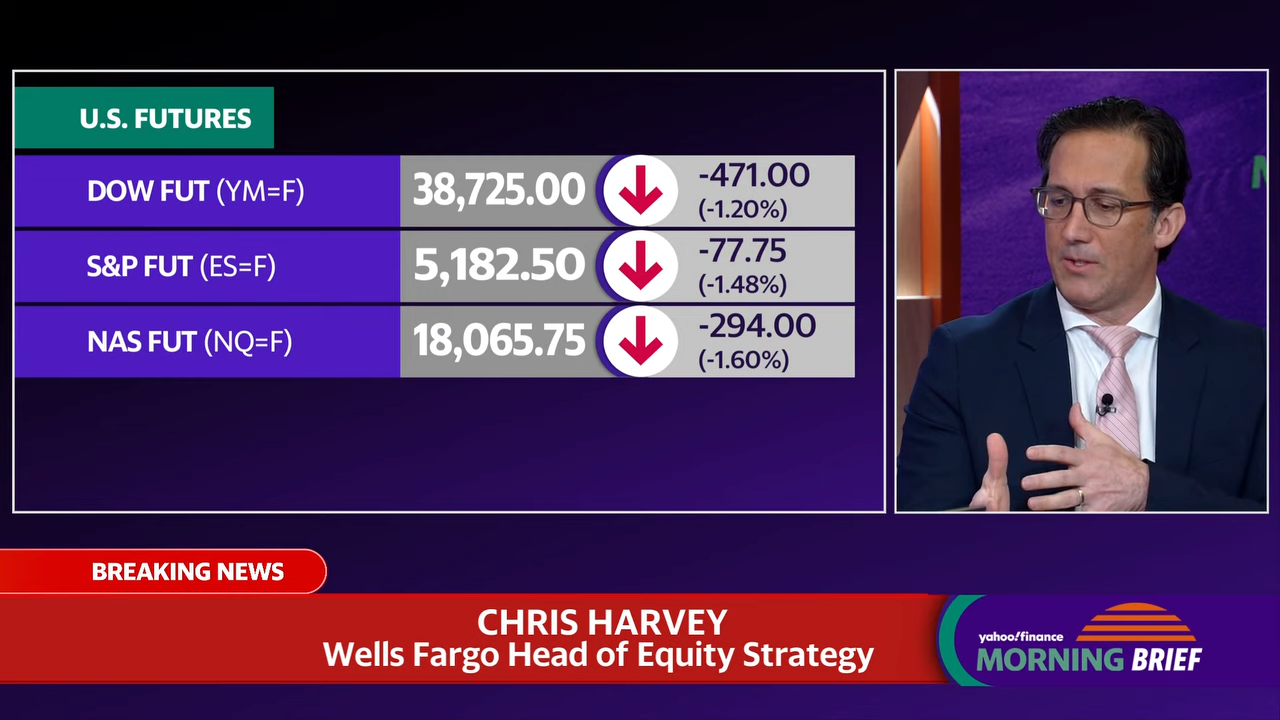 U.S. FUTURES
DOW FUT (YM=F) 38,725.00 -471.00
(-1.20%)
S&P FUT (ES=F) 5,182.50 -77.75
(-1.48%)
NAS FUT (NQ=F) 18,065.75 -294.00
(-1.60%)
BREAKING NEWS
CHRIS HARVEY
Wells Fargo Head of Equity Strategy
yahoo!finance
MORNING BRIEF